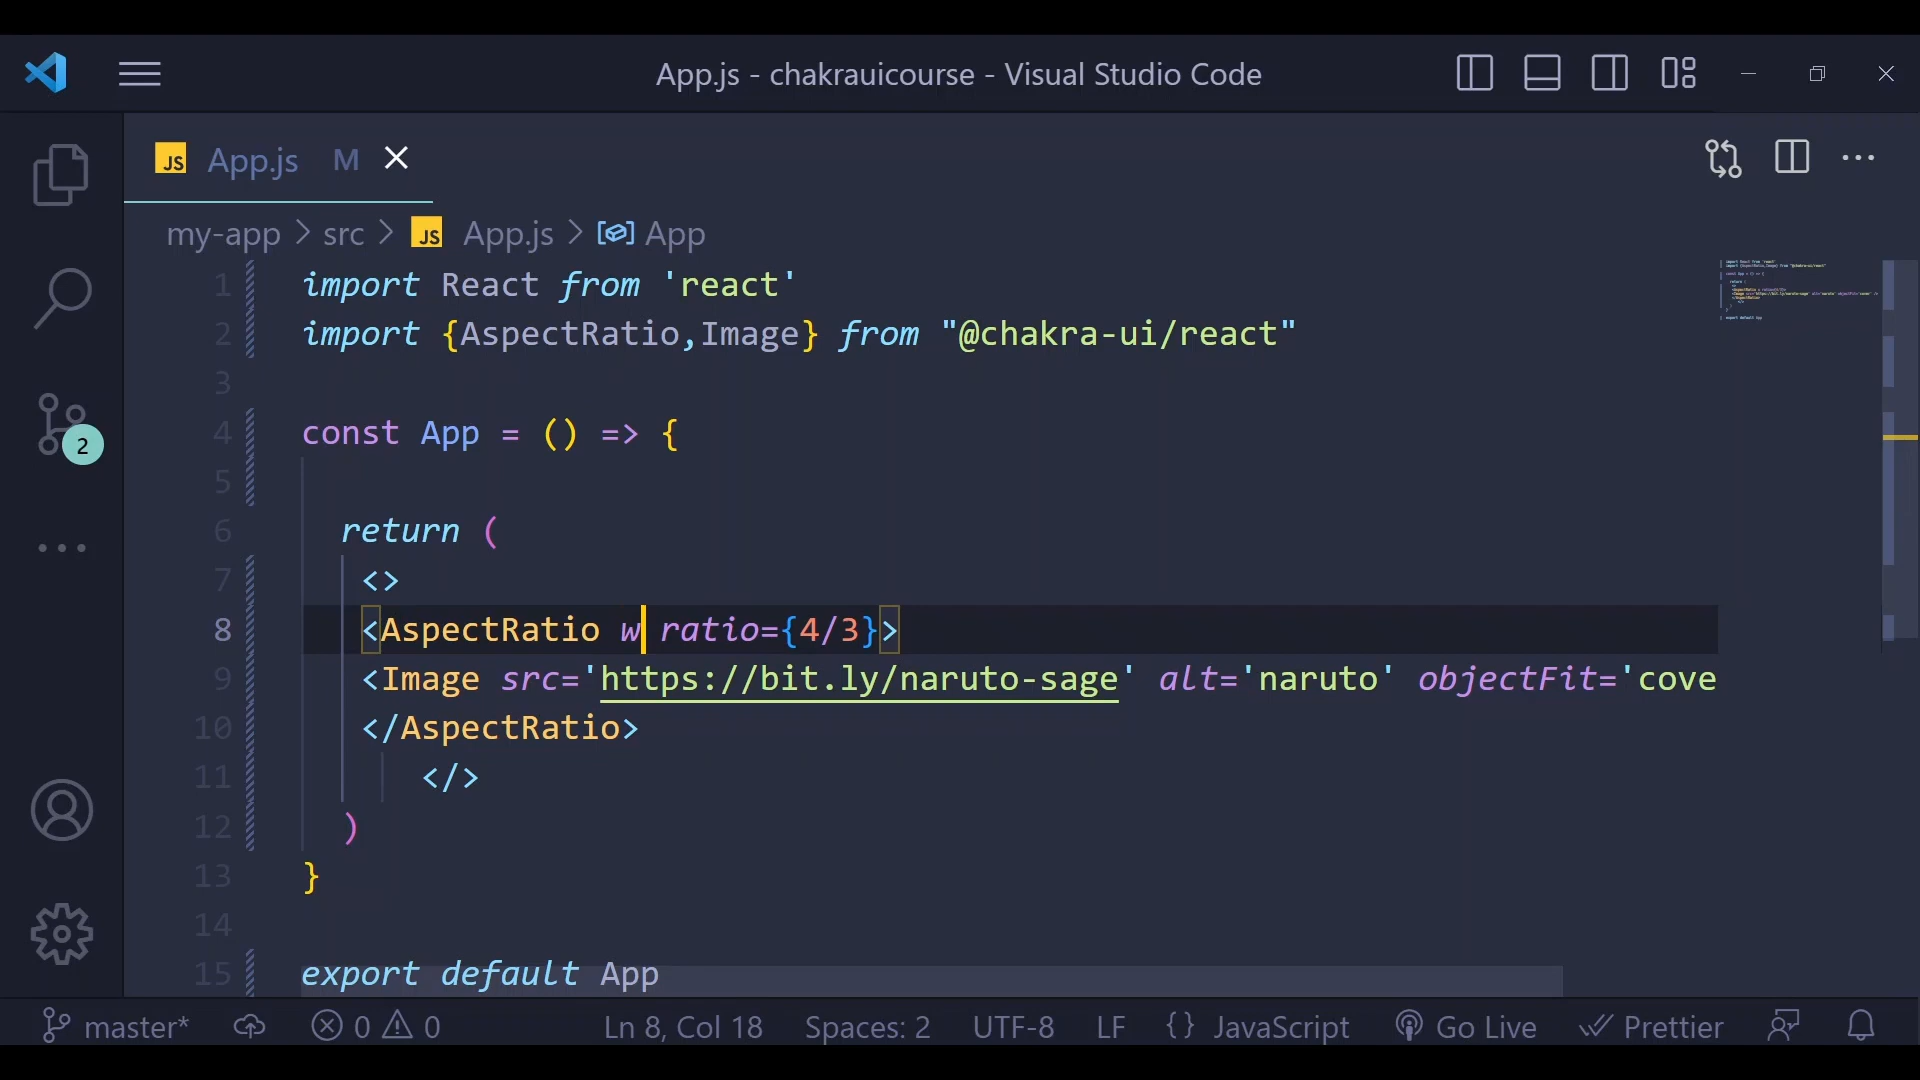 App.js - chakrauicourse - Visual Studio Code
JS App.js M
my-app > src > JS App.js > App
1 import React from 'react'
2 import {AspectRatio,Image} from "@chakra-ui/react"
3
4 const App = () => {
5
6 return (
7 <>
8 <AspectRatio w ratio={4/3}>
9 <Image src='https://bit.ly/naruto-sage' alt='naruto' objectFit='cove
10 </AspectRatio>
11 </>
12 )
13 }
14
15 export default App
2
master* 0 0 Ln 8, Col 18 Spaces: 2 UTF-8 LF {} JavaScript Go Live Prettier